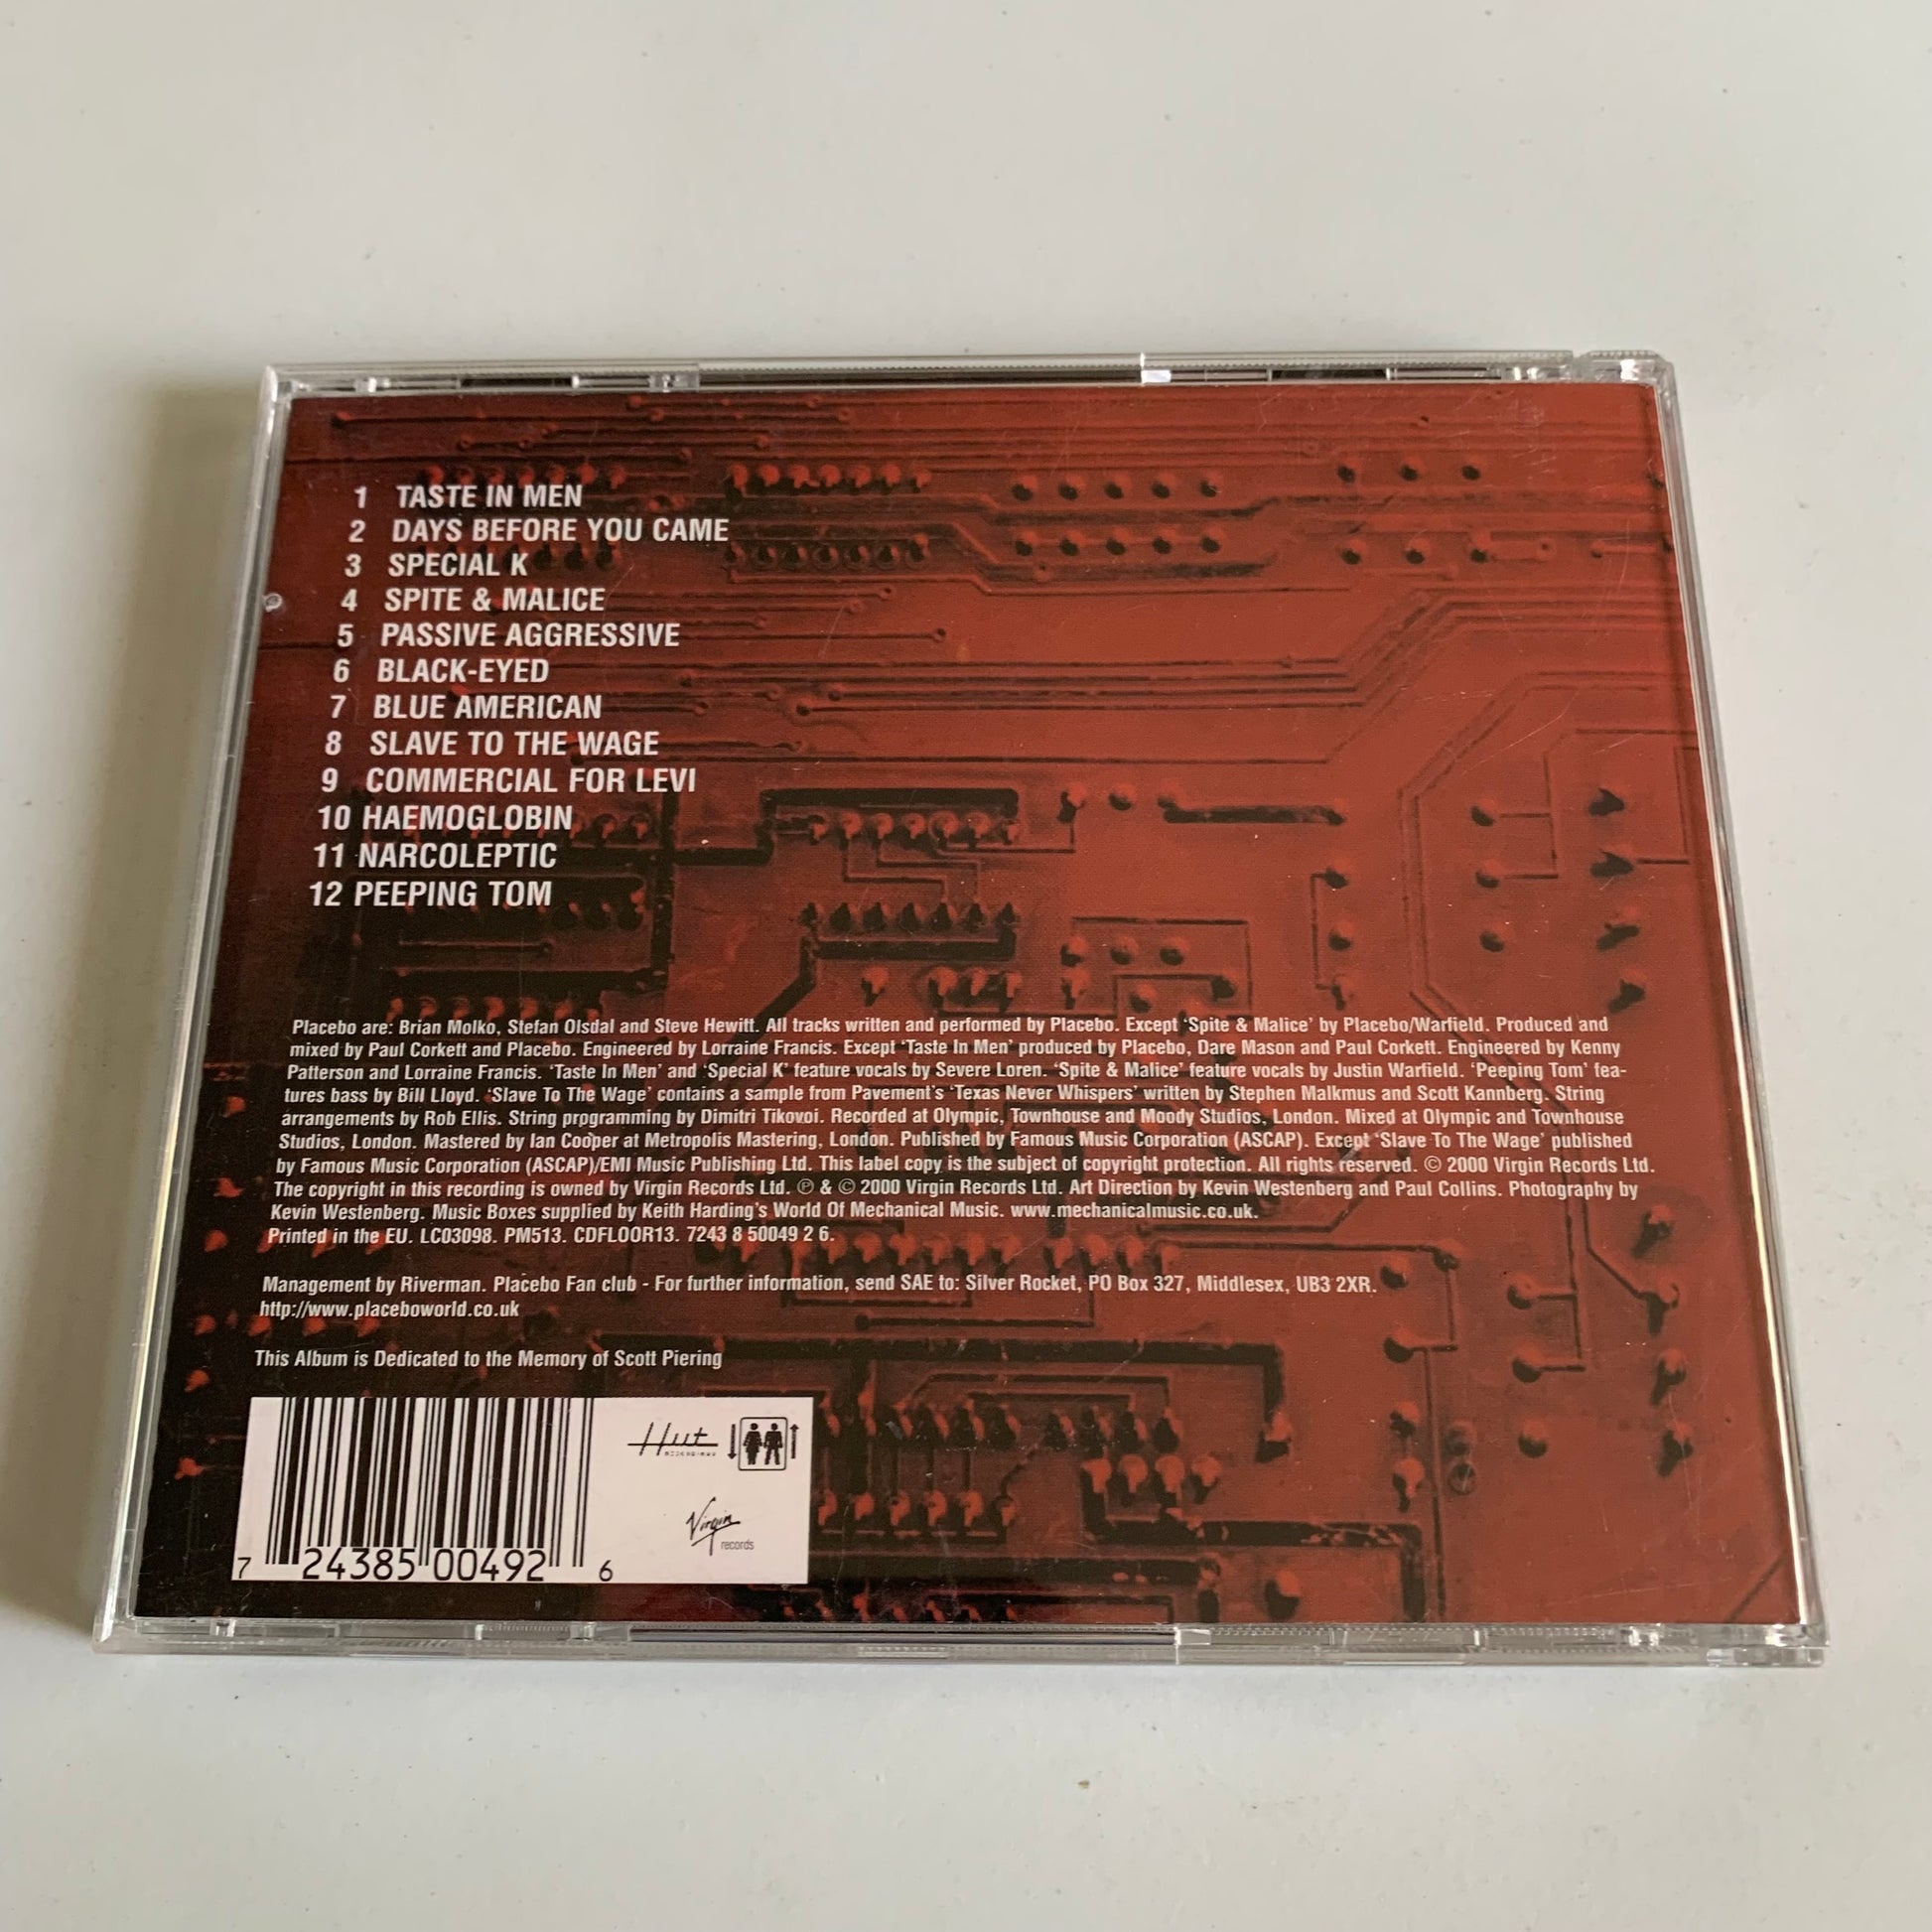 1 TASTE IN MEN
2 DAYS BEFORE YOU CAME
3 SPECIAL K
4 SPITE & MALICE
5 PASSIVE AGGRESSIVE
6 BLACK-EYED
7 BLUE AMERICAN
8 SLAVE TO THE WAGE
9 COMMERCIAL FOR LEVI
10 HAEMOGLOBIN
11 NARCOLEPTIC
12 PEEPING TOM
Placebo are: Brian Molko, Stefan Olsdal and Steve Hewitt. All tracks written and performed by Placebo. Except 'Spite & Malice' by Placebo/Warfield. Produced and
mixed by Paul Corkett and Placebo. Engineered by Lorraine Francis. Except 'Taste In Men' produced by Placebo, Dare Mason and Paul Corkett. Engineered by Kenny
Patterson and Lorraine Francis. 'Taste In Men' and 'Special K' feature vocals by Severe Loren. 'Spite & Malice' feature vocals by Justin Warfield. 'Peeping Tom' fea-
tures bass by Bill Lloyd. 'Slave To The Wage' contains a sample from Pavement's 'Texas Never Whispers' written by Stephen Malkmus and Scott Kannberg. String
arrangements by Rob Ellis. String programming by Dimitri Tikovoi. Recorded at Olympic, Townhouse and Moody Studios, London. Mixed at Olympic and Townhouse
Studios, London. Mastered by Ian Cooper at Metropolis Mastering, London. Published by Famous Music Corporation (ASCAP). Except 'Slave To The Wage' published
by Famous Music Corporation (ASCAP)/EMI Music Publishing Ltd. This label copy is the subject of copyright protection. All rights reserved. © 2000 Virgin Records Ltd.
The copyright in this recording is owned by Virgin Records Ltd. ℗ & © 2000 Virgin Records Ltd. Art Direction by Kevin Westenberg and Paul Collins. Photography by
Kevin Westenberg. Music Boxes supplied by Keith Harding's World Of Mechanical Music. www.mechanicalmusic.co.uk.
Printed in the EU. LC03098. PM513. CDFLOOR13. 7243 8 50049 2 6.
Management by Riverman. Placebo Fan club - For further information, send SAE to: Silver Rocket, PO Box 327, Middlesex, UB3 2XR.
http://www.placeboworld.co.uk
This Album is Dedicated to the Memory of Scott Piering
Hut
Virgin
records
7 24385 00492 6